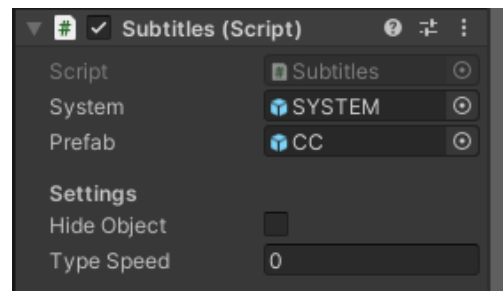 Subtitles (Script)
Script Subtitles
System SYSTEM
Prefab CC
Settings
Hide Object
Type Speed 0